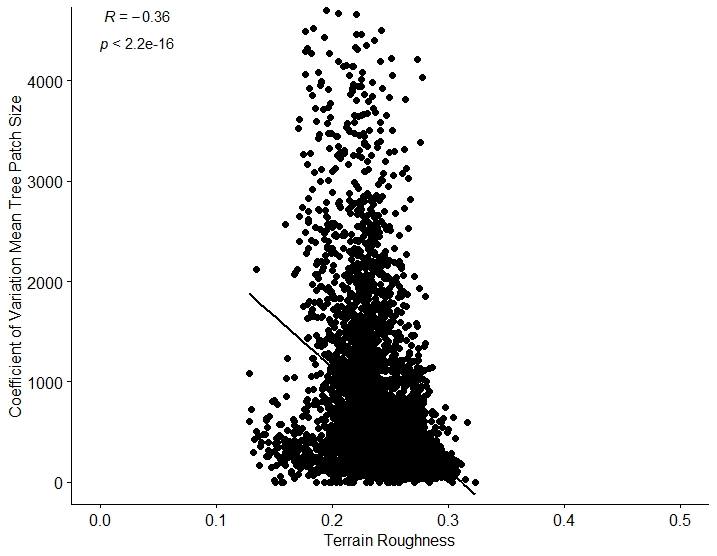 R = −0.36
p < 2.2e-16
Coefficient of Variation Mean Tree Patch Size
4000
3000
2000
1000
0
0.0 0.1 0.2 0.3 0.4 0.5
Terrain Roughness